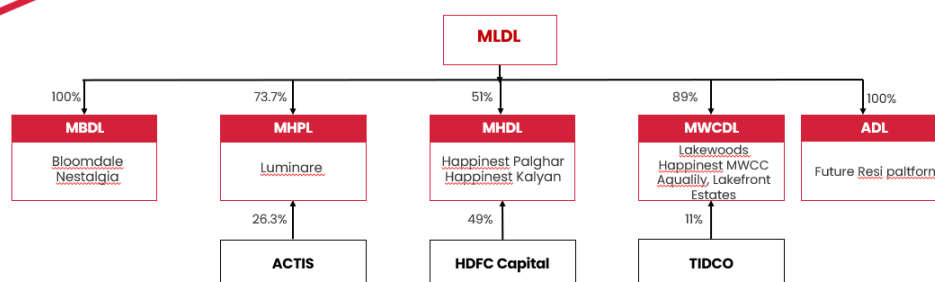 MLDL
100%
73.7%
51%
89%
100%
MBDL
MHPL
MHDL
MWCDL
ADL
Bloomdale
Nestalgia
Luminare
Happinest Palghar
Happinest Kalyan
Lakewoods
Happinest MWCC
Aqualily, Lakefront
Estates
Future Resi paltforn
26.3%
49%
11%
ACTIS
HDFC Capital
TIDCO